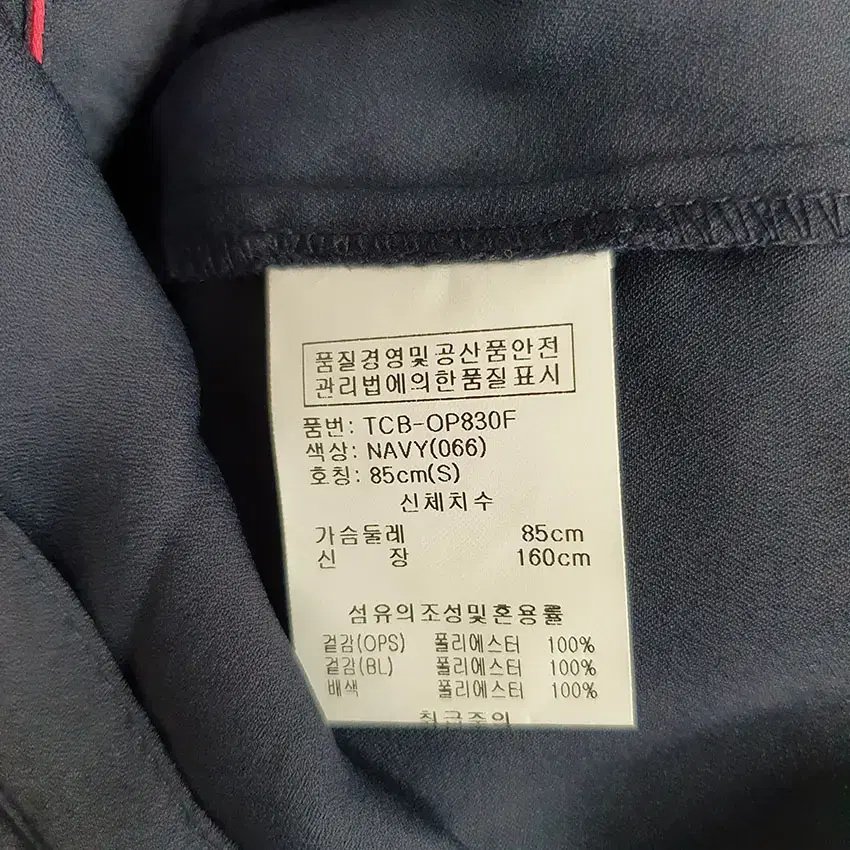 품질경영및공산품안전
관리법에의한품질표시
품번: TCB-OP830F
색상: NAVY(066)
호칭: 85cm(S)
신체치수
가슴둘레 85cm
신 장 160cm
섬유의조성및혼용률
겉감(OPS) 폴리에스터 100%
겉감(BL) 폴리에스터 100%
배색 폴리에스터 100%
취급주의